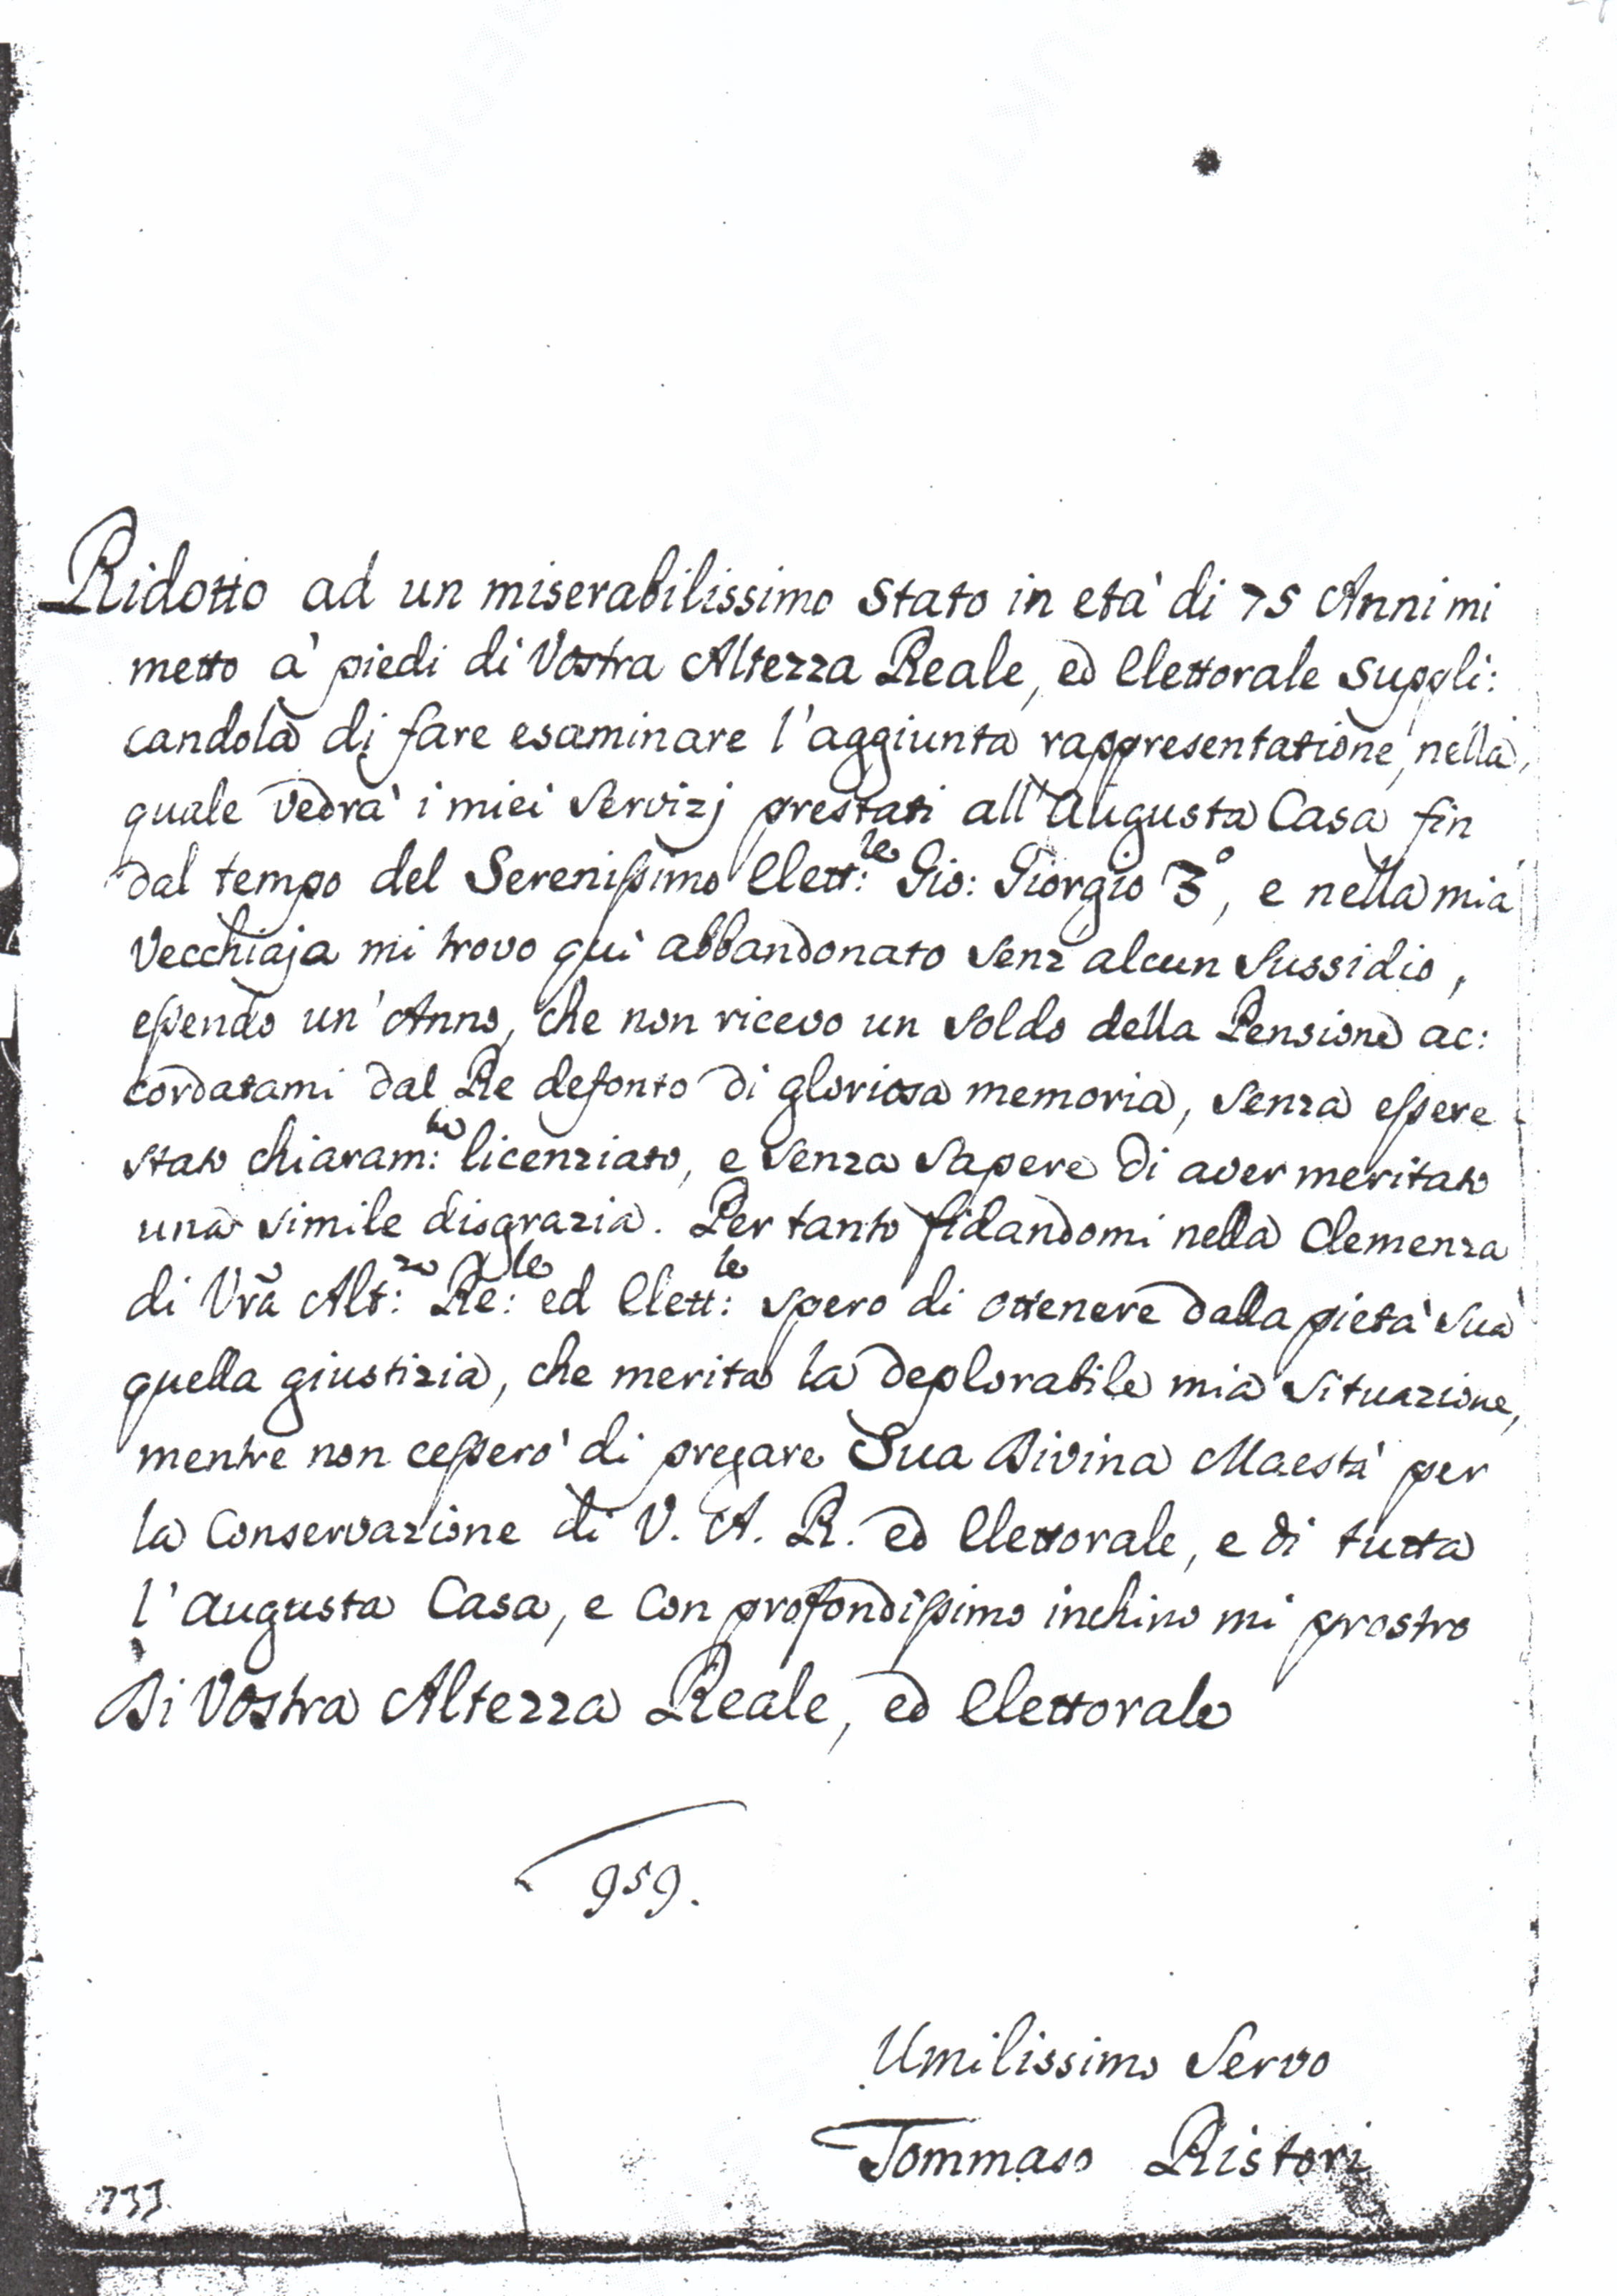 Ridotto ad un miserabilissimo Stato in età di 75 Anni mi
metto a' piedi di Vostra Altezza Reale, ed Elettorale suppli:
candola di fare esaminare l'aggiunta rappresentatione, nella
quale vedrà i miei Servizj prestati all'Augusta Casa fin
dal tempo del Serenissimo Elett:le Gio: Giorgio 3°, e nella mia
Vecchiaja mi trovo qui abbandonato senz alcun sussidio,
essendo un'Anno, che non ricevo un soldo della Pensione ac:
cordatami dal Re defonto di gloriosa memoria, senza essere
stato chiaram:te licenziato, e senza sapere di aver meritato
una simile disgrazia. Per tanto fidandomi nella Clemenza
di Vrã Alt:za Re:le ed Elett:le spero di ottenere dalla pietà sua
quella giustizia, che merita la deplorabile mia situazione,
mentre non cesserò di pregare Sua Divina Maestà per
la Conservazione di V. A. R. ed Elettorale, e di tutta
l'Augusta Casa, e con profondissimo inchino mi prostro
Di Vostra Altezza Reale, ed Elettorale
959.
Umilissimo Servo
Tommaso Ristori
1733